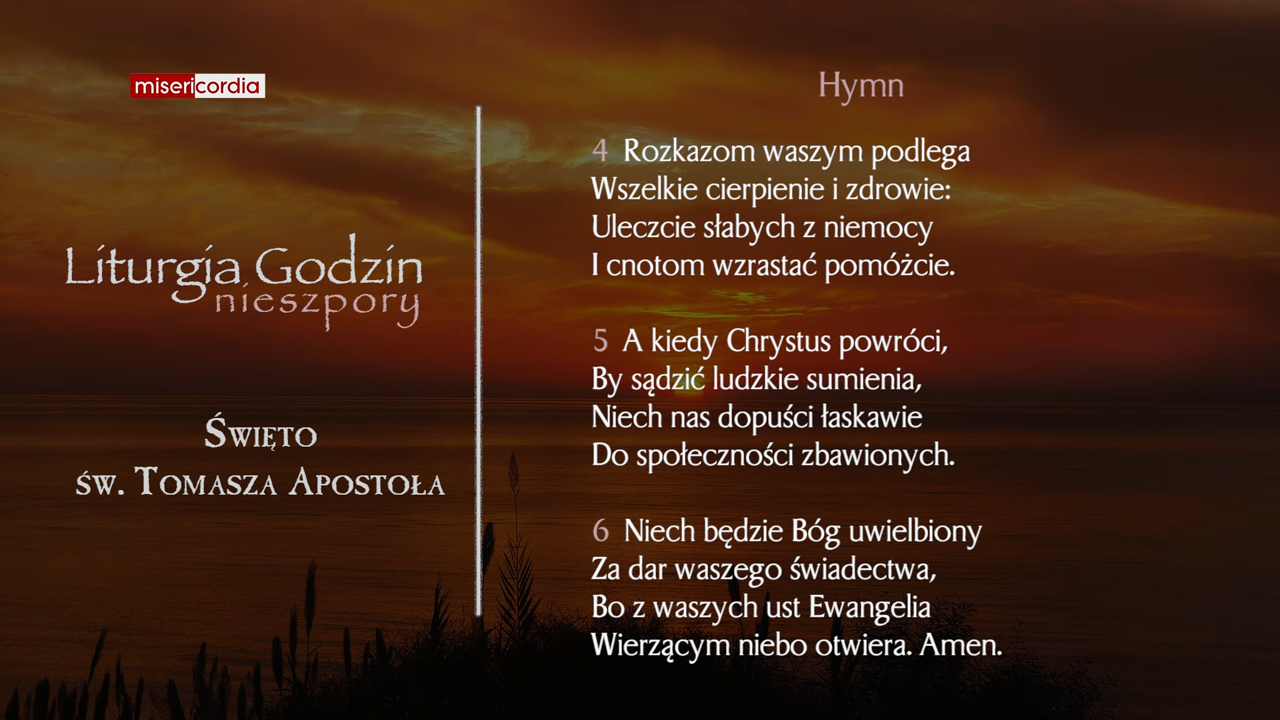 misericordia
Liturgia Godzin
nieszpory
Święto
św. Tomasza Apostoła
Hymn
4 Rozkazom waszym podlega
Wszelkie cierpienie i zdrowie:
Uleczcie słabych z niemocy
I cnotom wzrastać pomóżcie.
5 A kiedy Chrystus powróci,
By sądzić ludzkie sumienia,
Niech nas dopuści łaskawie
Do społeczności zbawionych.
6 Niech będzie Bóg uwielbiony
Za dar waszego świadectwa,
Bo z waszych ust Ewangelia
Wierzącym niebo otwiera. Amen.